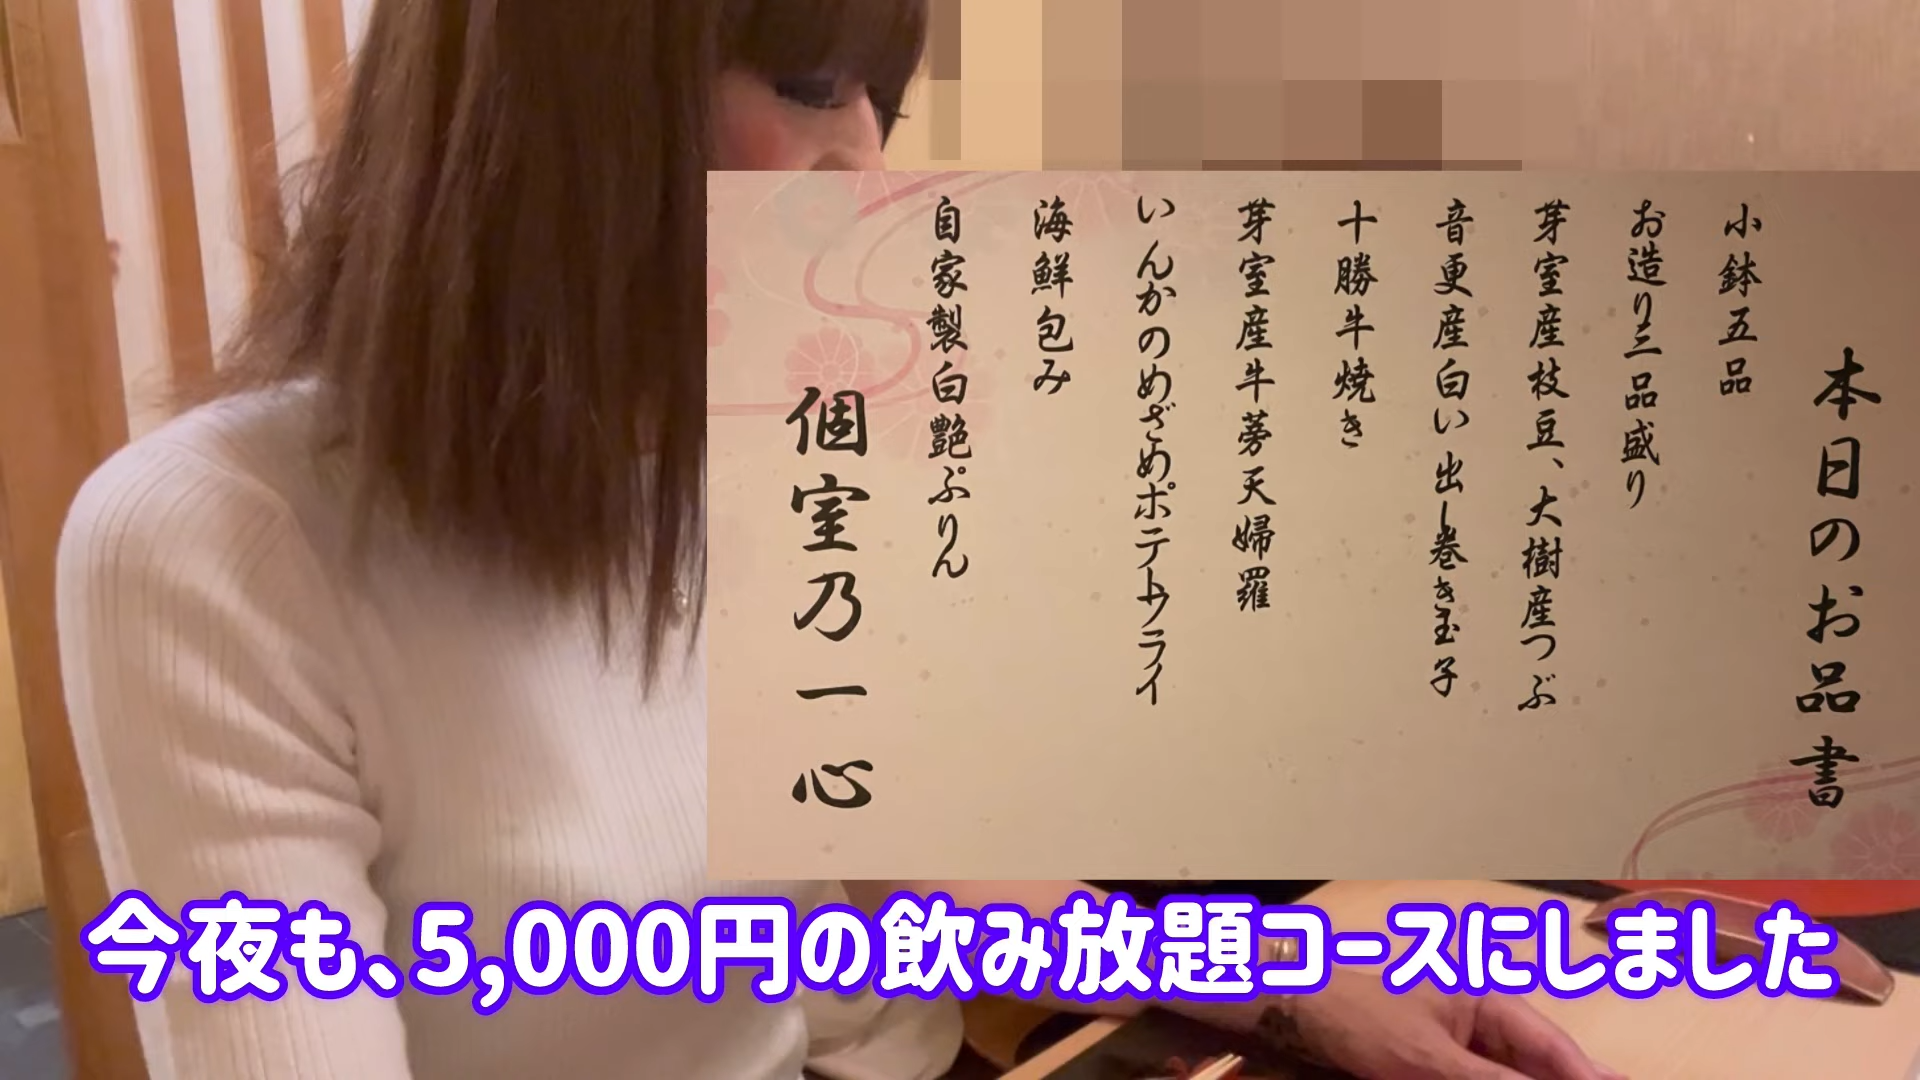 本日のお品書
小鉢五品
お造り三品盛り
芽室産枝豆、大樹産つぶ
音更産白い出し巻き玉子
十勝牛焼き
芽室産牛蒡天婦羅
いんかのめざめポテトフライ
海鮮包み
自家製白艶ぷりん
個室乃一心
今夜も、5,000円の飲み放題コースにしました